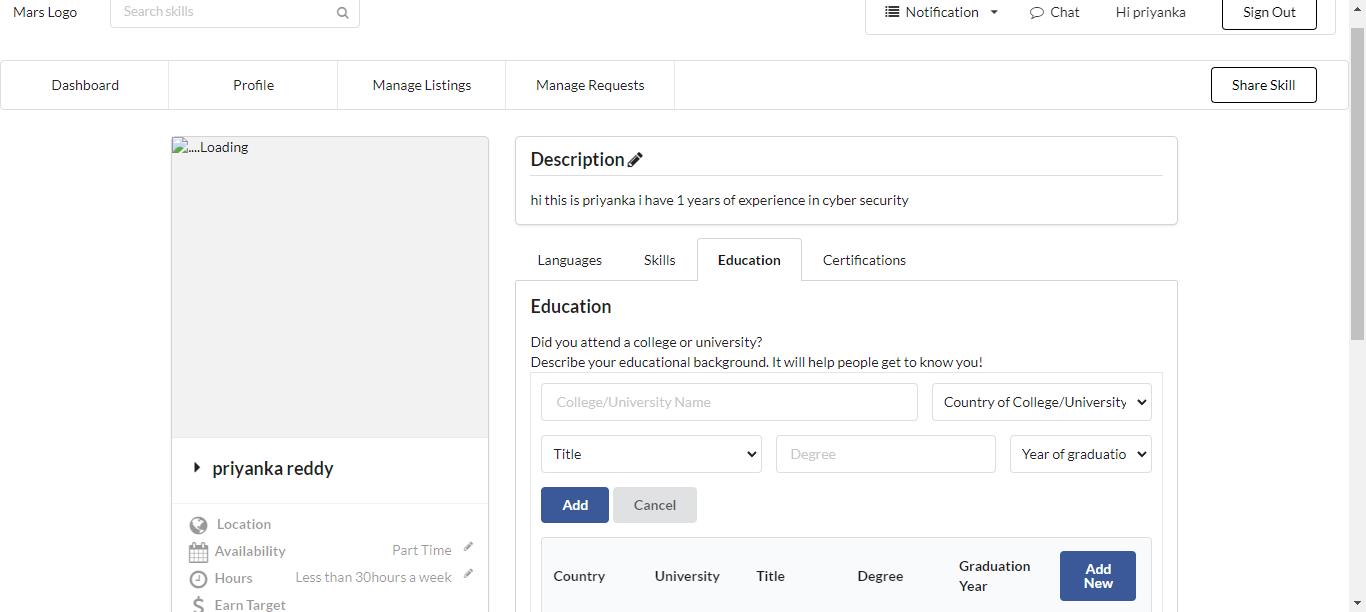 Mars Logo
Search skills
Notification
Chat
Hi priyanka
Sign Out
Dashboard
Profile
Manage Listings
Manage Requests
Share Skill
....Loading
priyanka reddy
Location
Availability
Part Time
Hours
Less than 30hours a week
Earn Target
Description
hi this is priyanka i have 1 years of experience in cyber security
Languages
Skills
Education
Certifications
Education
Did you attend a college or university?
Describe your educational background. It will help people get to know you!
College/University Name
Country of College/University
Title
Degree
Year of graduatio
Add
Cancel
Country
University
Title
Degree
Graduation
Year
Add
New